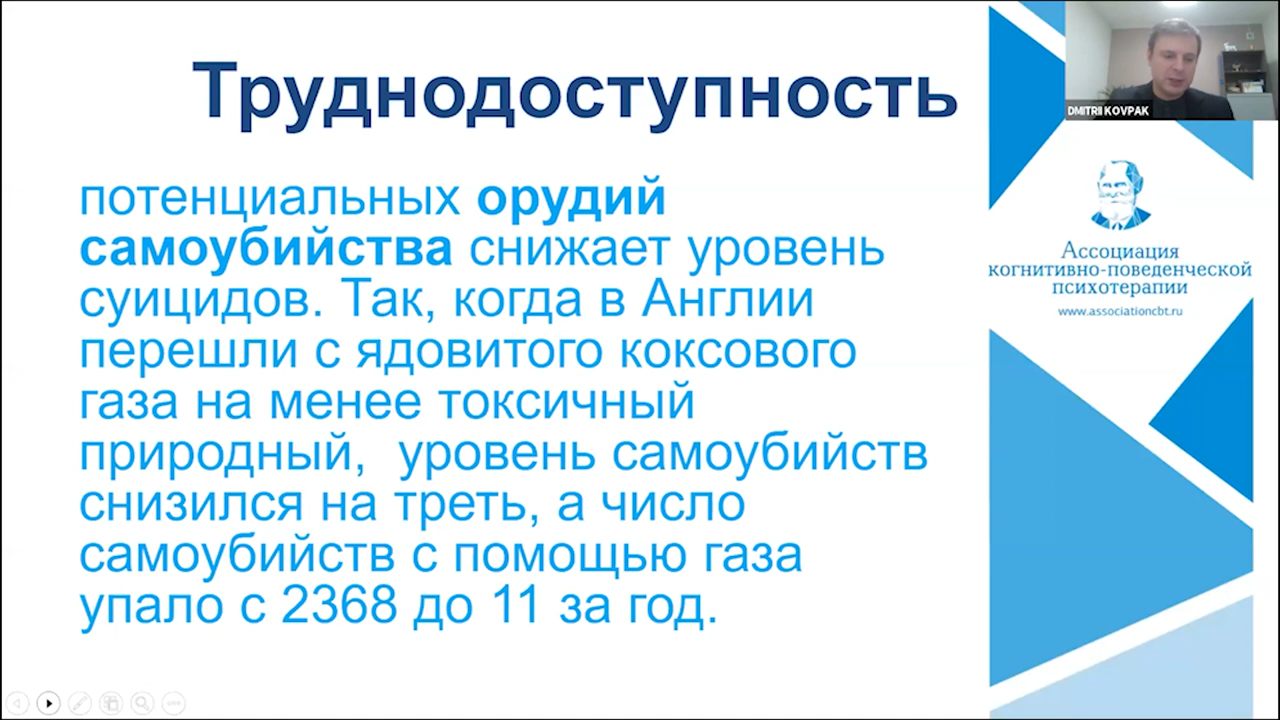 Труднодоступность
потенциальных орудий
самоубийства снижает уровень
суицидов. Так, когда в Англии
перешли с ядовитого коксового
газа на менее токсичный
природный,  уровень самоубийств
снизился на треть, а число
самоубийств с помощью газа
упало с 2368 до 11 за год.
DMITRII KOVPAK
Ассоциация
когнитивно-поведенческой
психотерапии
www.associationcbt.ru